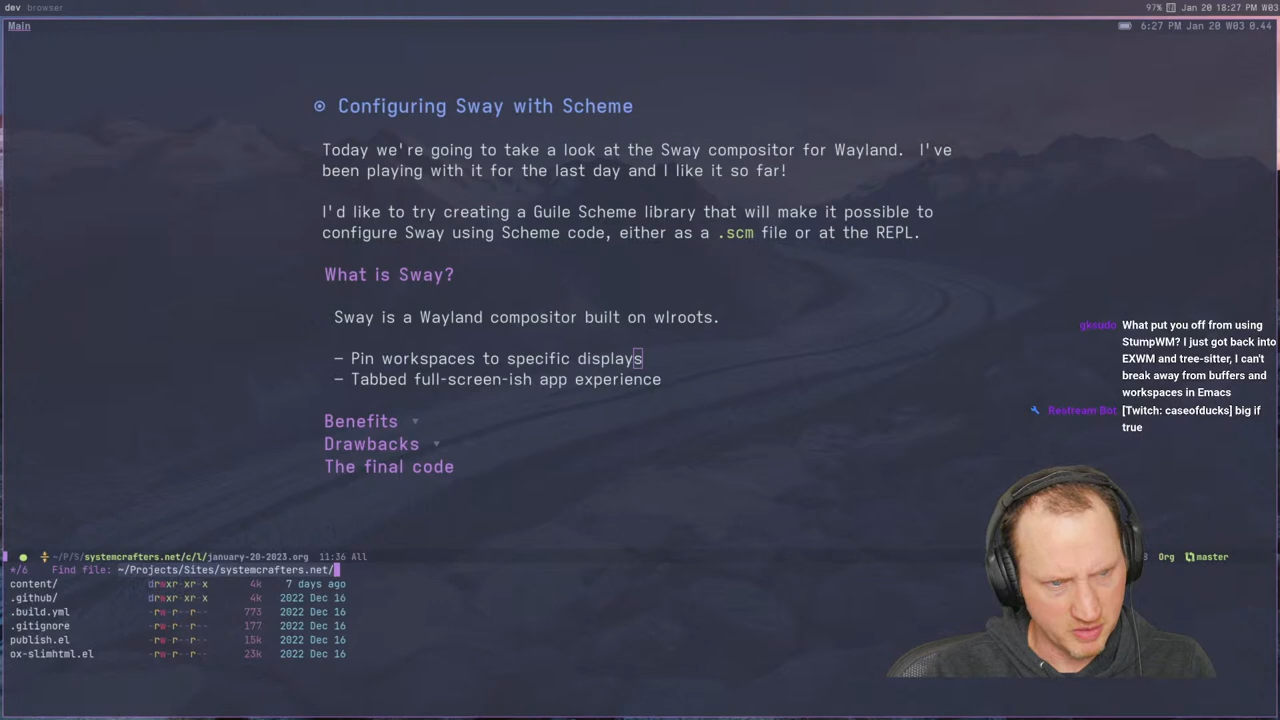 dev browser
97% Jan 20 18:27 PM W03
Main
6:27 PM Jan 20 W03 0.44
Configuring Sway with Scheme
Today we're going to take a look at the Sway compositor for Wayland. I've
been playing with it for the last day and I like it so far!
I'd like to try creating a Guile Scheme library that will make it possible to
configure Sway using Scheme code, either as a .scm file or at the REPL.
What is Sway?
Sway is a Wayland compositor built on wlroots.
– Pin workspaces to specific displays
– Tabbed full-screen-ish app experience
Benefits ▾
Drawbacks ▾
The final code
gksudo What put you off from using
StumpWM? I just got back into
EXWM and tree-sitter, I can't
break away from buffers and
workspaces in Emacs
Restream Bot [Twitch: caseofducks] big if
true
~/P/S/systemcrafters.net/c/l/january-20-2023.org 11:36 All
Org master
*/6 Find file: ~/Projects/Sites/systemcrafters.net/
content/ drwxr-xr-x 4k 7 days ago
.github/ drwxr-xr-x 4k 2022 Dec 16
.build.yml -rw-r--r-- 773 2022 Dec 16
.gitignore -rw-r--r-- 177 2022 Dec 16
publish.el -rw-r--r-- 15k 2022 Dec 16
ox-slimhtml.el -rw-r--r-- 23k 2022 Dec 16